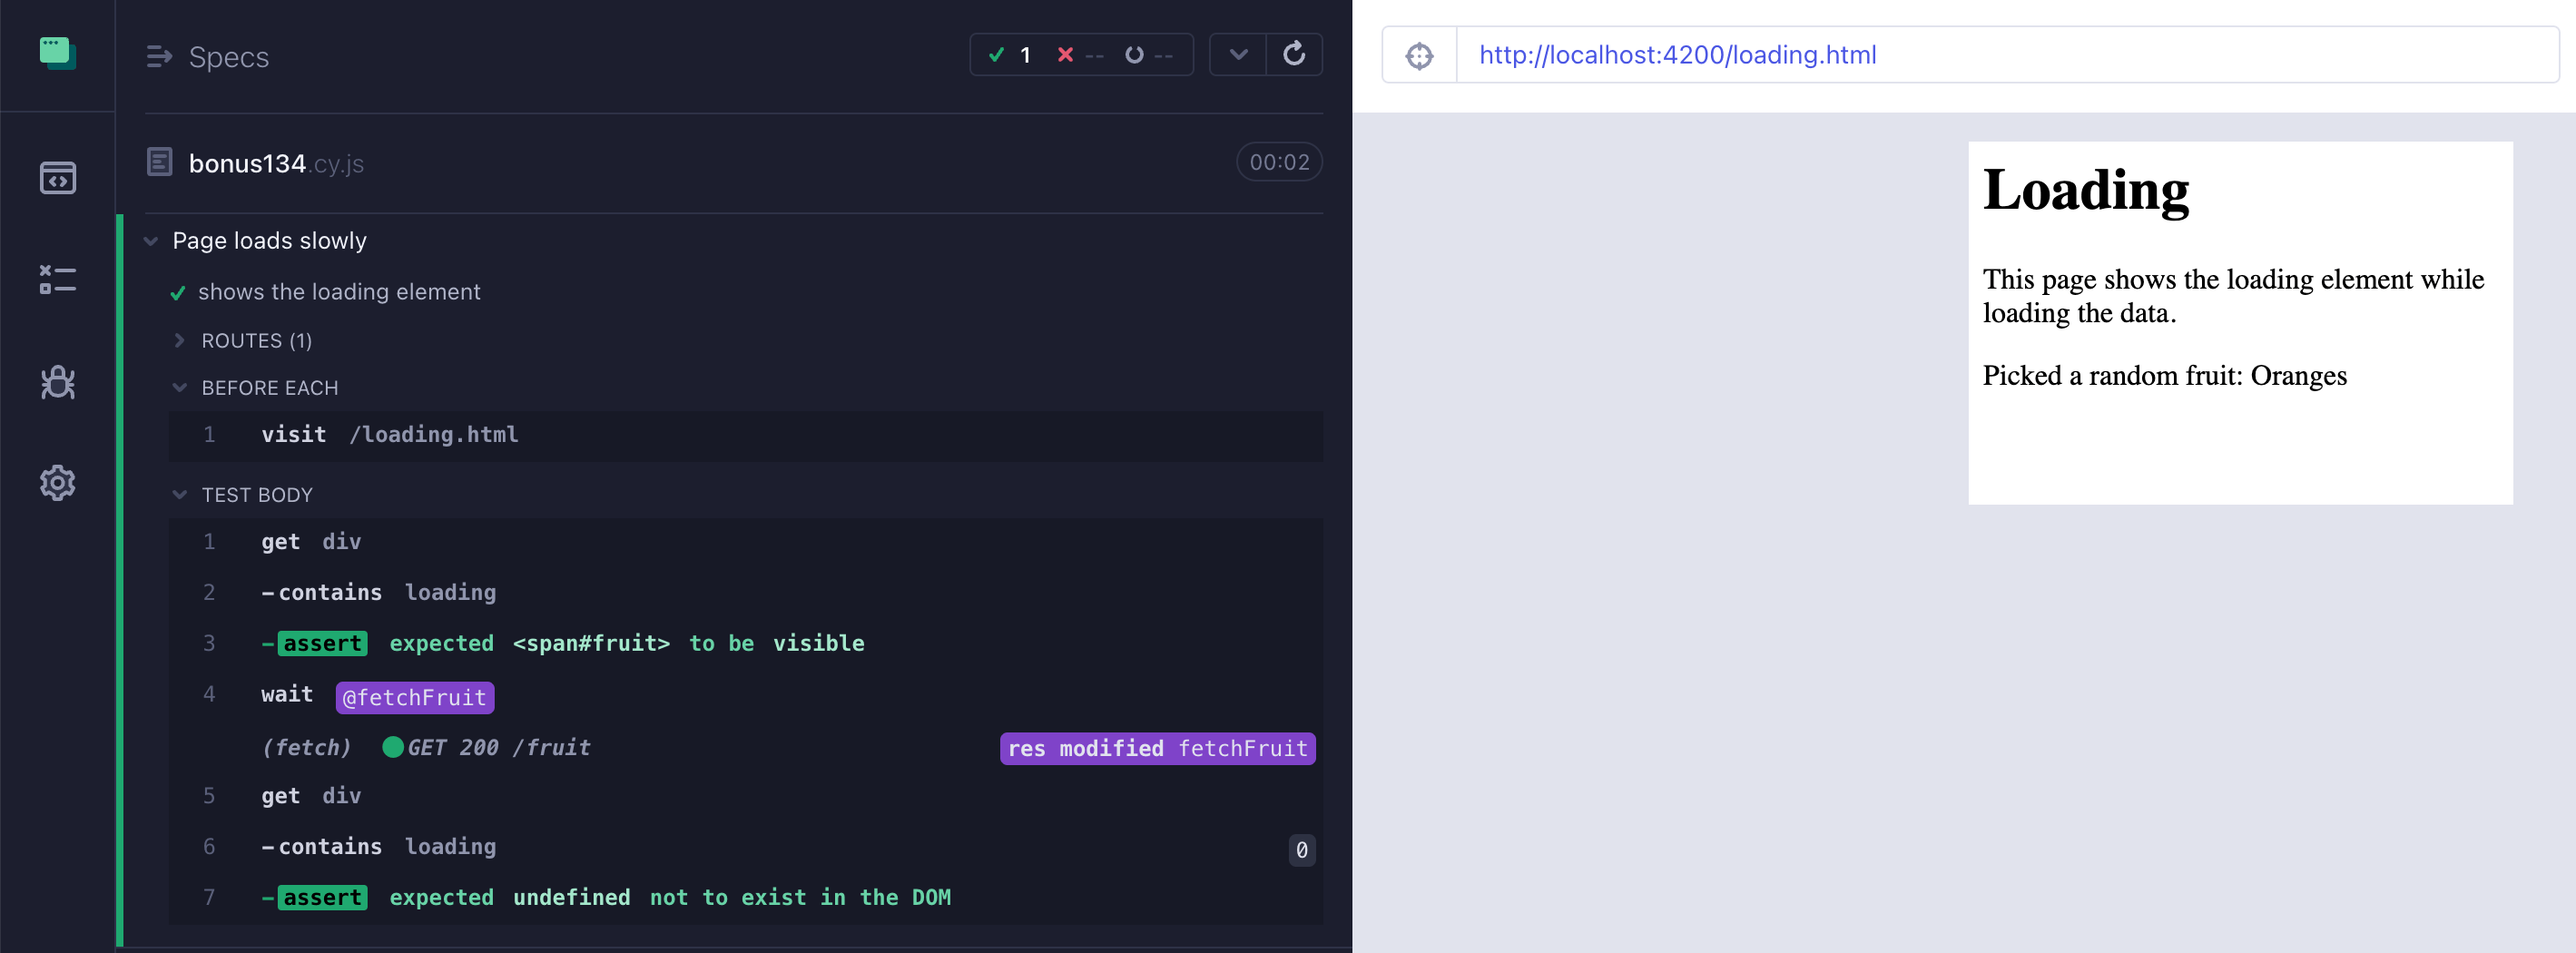 Specs
1 -- --
bonus134.cy.js
00:02
Page loads slowly
shows the loading element
ROUTES (1)
BEFORE EACH
1 visit /loading.html
TEST BODY
1 get div
2 -contains loading
3 -assert expected <span#fruit> to be visible
4 wait @fetchFruit
(fetch) GET 200 /fruit res modified fetchFruit
5 get div
6 -contains loading 0
7 -assert expected undefined not to exist in the DOM
http://localhost:4200/loading.html
Loading
This page shows the loading element while
loading the data.
Picked a random fruit: Oranges